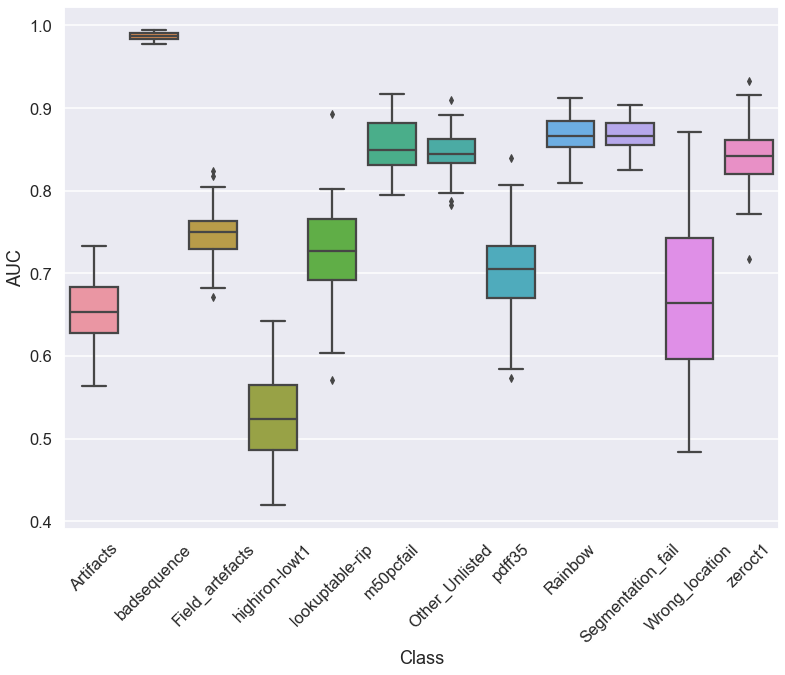 1.0
0.9
0.8
0.7
0.6
0.5
0.4
AUC
Artifacts
badsequence
Field_artefacts
highiron-lowt1
lookuptable-rip
m50pcfail
Other_Unlisted
pdff35
Rainbow
Segmentation_fail
Wrong_location
zeroct1
Class